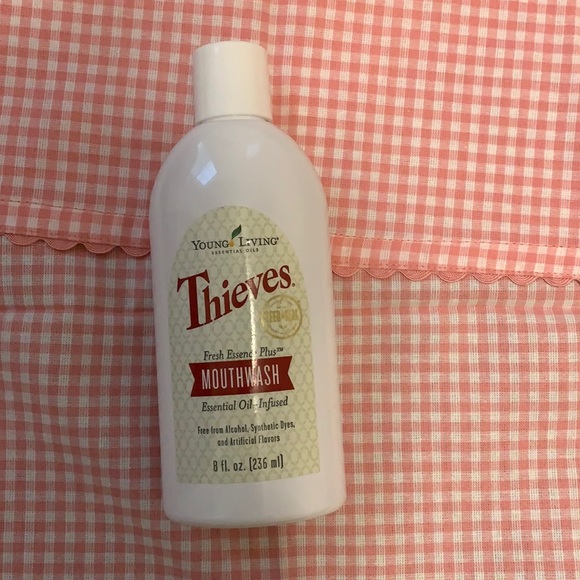 YOUNG LIVING®
ESSENTIAL OILS
Thieves®
Fresh Essence Plus™
MOUTHWASH
Essential Oil-Infused
Free from Alcohol, Synthetic Dyes,
and Artificial Flavors
8 fl. oz. (236 ml)